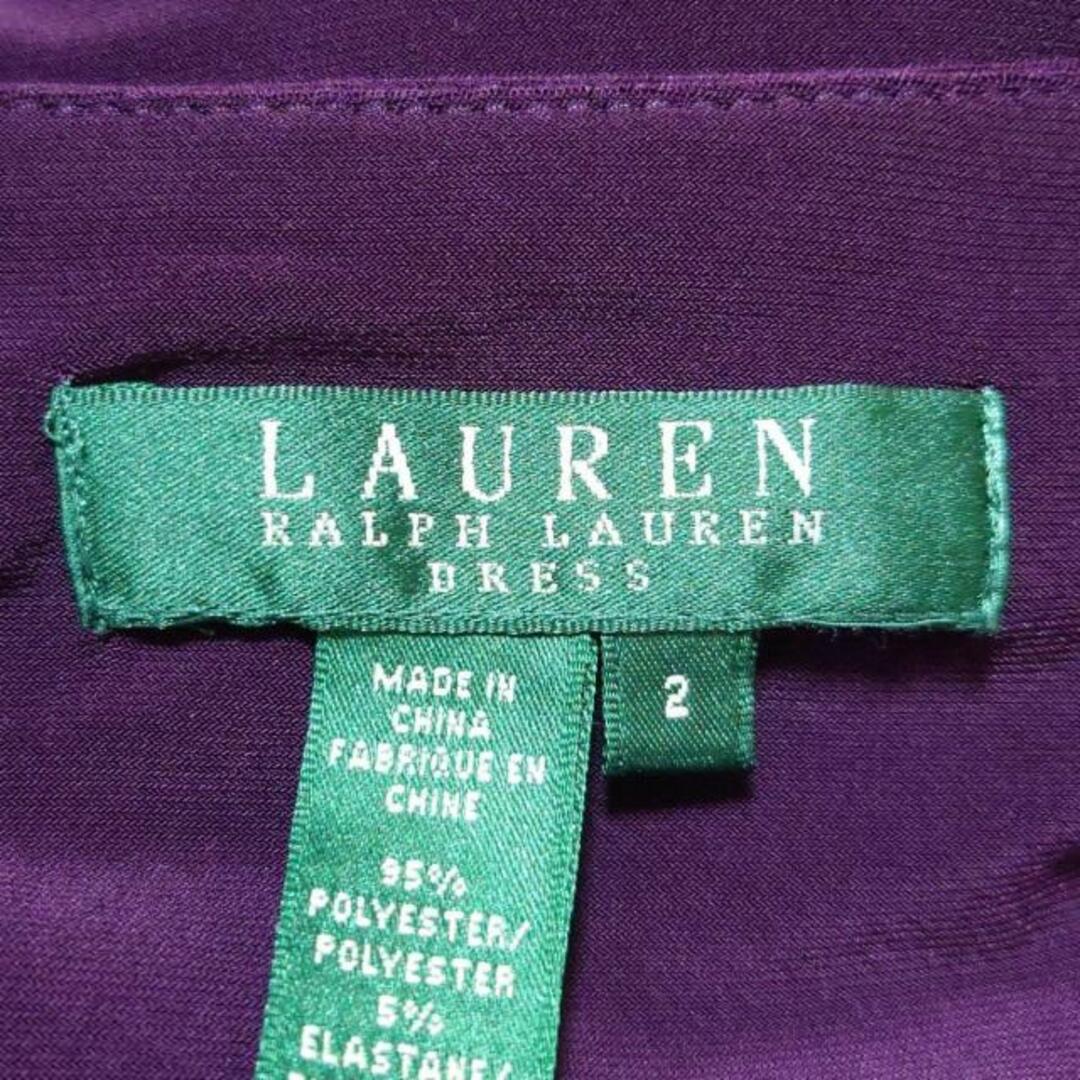 LAUREN
RALPH LAUREN
DRESS
2
MADE IN
CHINA
FABRIQUE EN
CHINE
95%
POLYESTER/
POLYESTER
5%
ELASTANE/